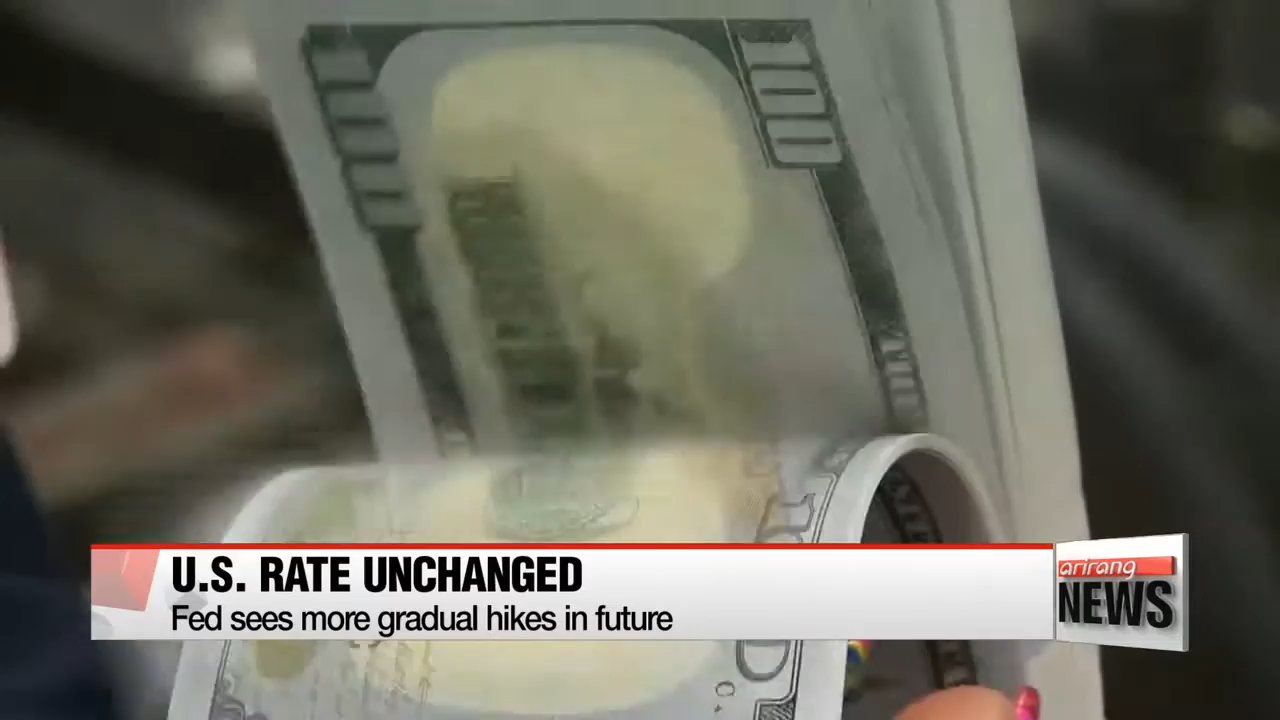 U.S. RATE UNCHANGED
Fed sees more gradual hikes in future
arirang
NEWS